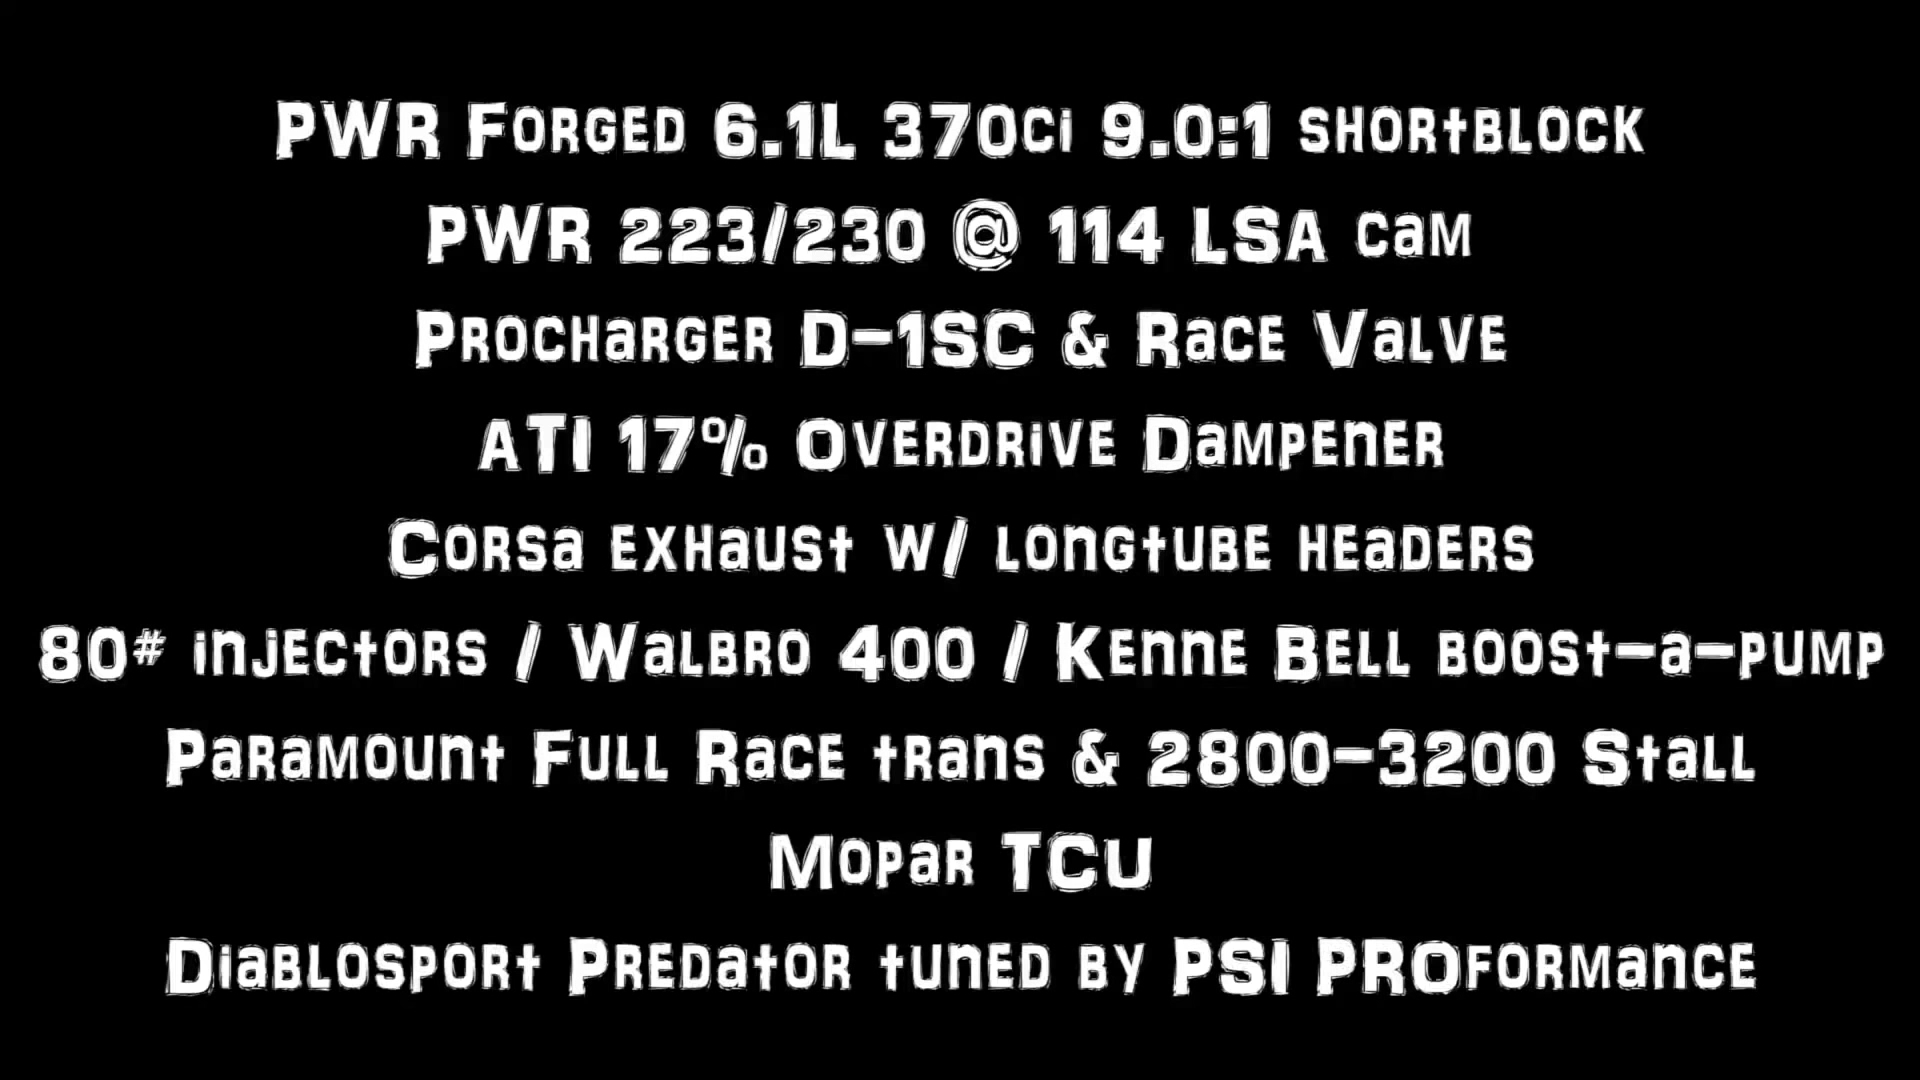 PWR Forged 6.1L 370ci 9.0:1 shortblock
PWR 223/230 @ 114 LSA cam
Procharger D-1SC & Race Valve
ATI 17% Overdrive Dampener
Corsa exhaust w/ longtube headers
80# injectors / Walbro 400 / Kenne Bell boost-a-pump
Paramount Full Race trans & 2800-3200 Stall
Mopar TCU
Diablosport Predator tuned by PSI PROformance